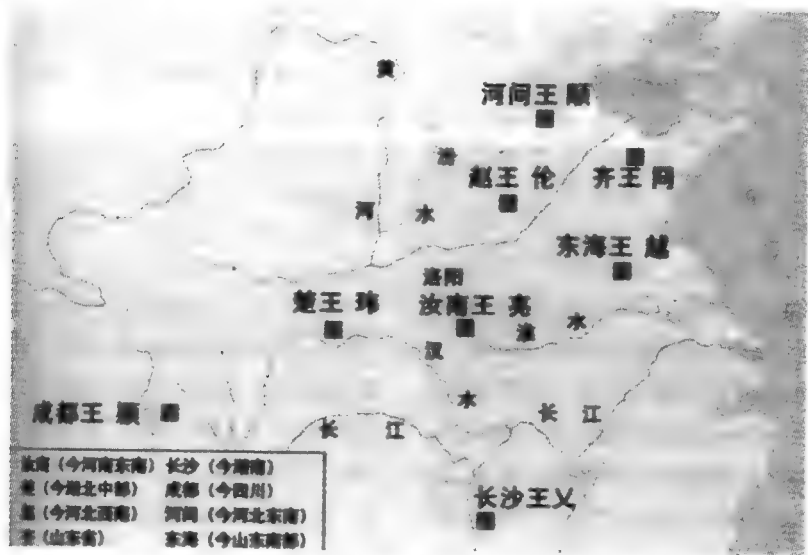 黄
河间王 颙
汾
赵王 伦
齐王 冏
河
水
东海王 越
洛阳
楚王 玮
汝南王 亮
淮 水
汉
水
成都王 颖
长 江
长 江
长沙王乂
汝南（今河南东南） 长沙（今湖南）
楚（今湖北中部） 成都（今四川）
赵（今河北西南） 河间（今河北东南）
齐（山东省） 东海（今山东南部）